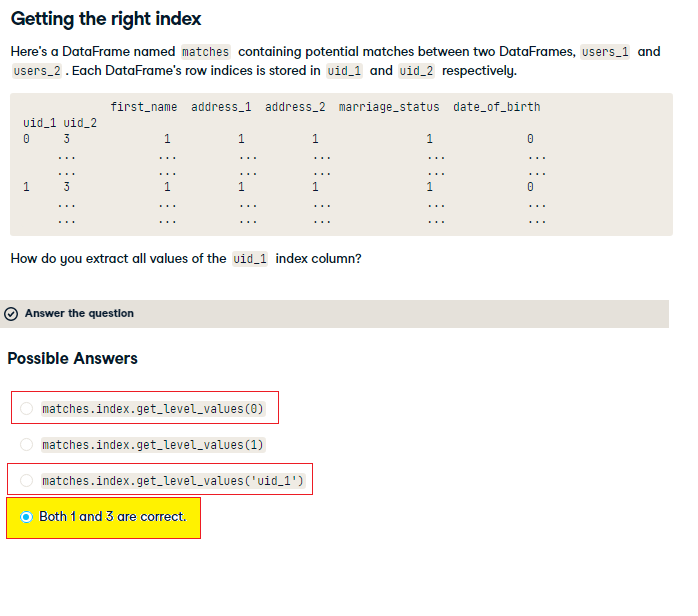 Getting the right index
Here's a DataFrame named matches containing potential matches between two DataFrames, users_1 and
users_2 . Each DataFrame's row indices is stored in uid_1 and uid_2 respectively.
first_name address_1 address_2 marriage_status date_of_birth
uid_1 uid_2
0 3 1 1 1 1 0
... ... ... ... ... ...
... ... ... ... ... ...
1 3 1 1 1 1 0
... ... ... ... ... ...
... ... ... ... ... ...
How do you extract all values of the uid_1 index column?
Answer the question
Possible Answers
matches.index.get_level_values(0)
matches.index.get_level_values(1)
matches.index.get_level_values('uid_1')
Both 1 and 3 are correct.